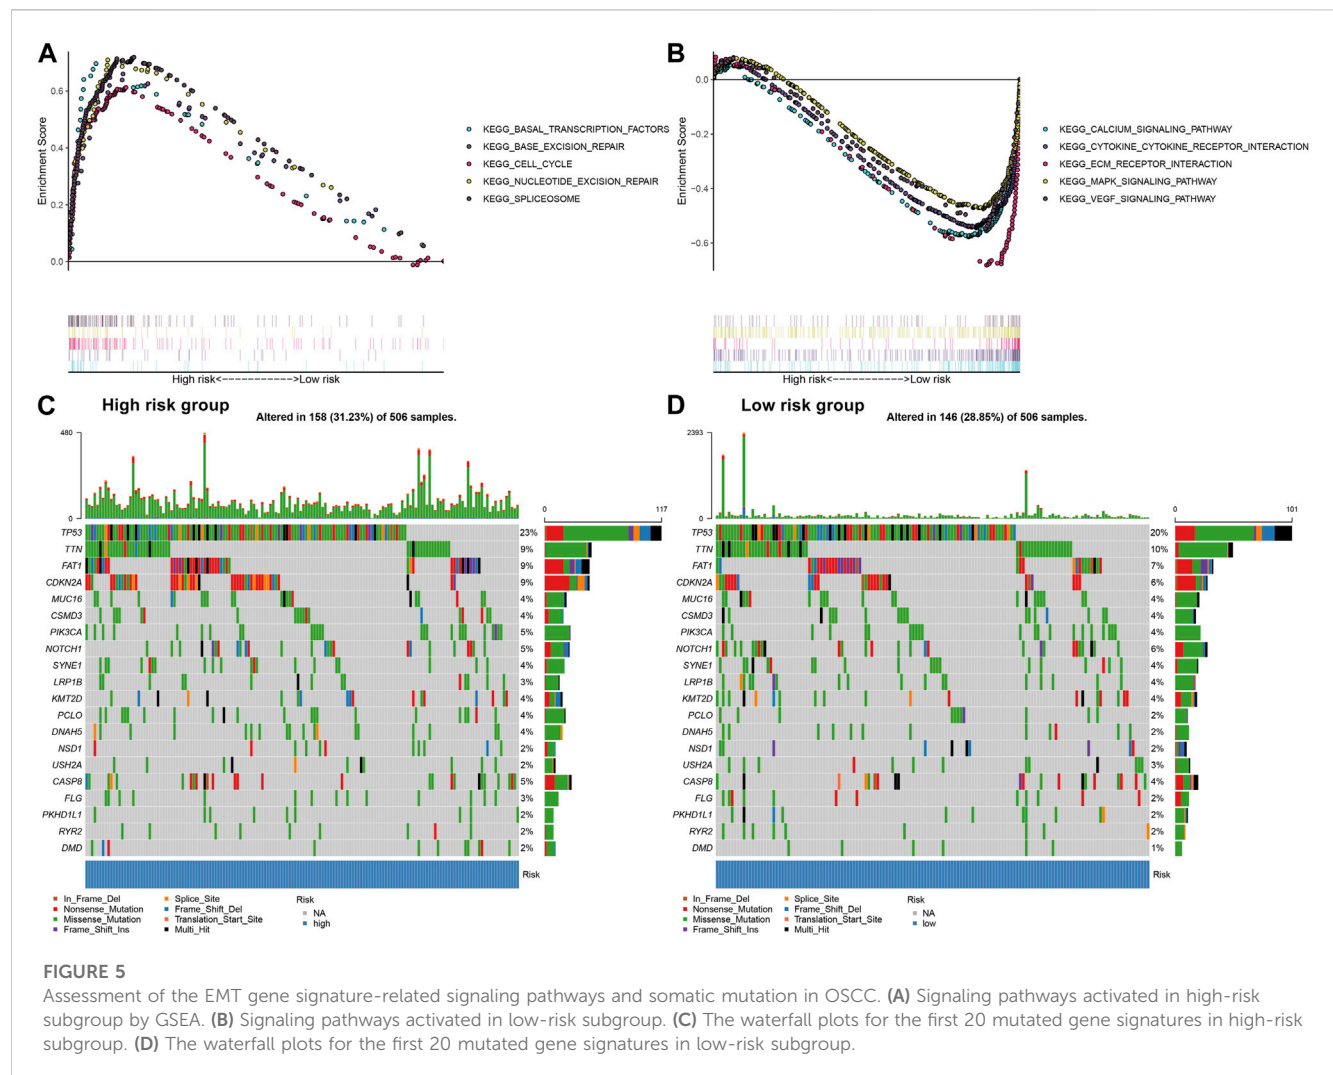 A
Enrichment Score
0.6
0.4
0.2
0.0
KEGG_BASAL_TRANSCRIPTION_FACTORS
KEGG_BASE_EXCISION_REPAIR
KEGG_CELL_CYCLE
KEGG_NUCLEOTIDE_EXCISION_REPAIR
KEGG_SPLICEOSOME
High risk<------------>Low risk
B
Enrichment Score
0.0
−0.2
−0.4
−0.6
KEGG_CALCIUM_SIGNALING_PATHWAY
KEGG_CYTOKINE_CYTOKINE_RECEPTOR_INTERACTION
KEGG_ECM_RECEPTOR_INTERACTION
KEGG_MAPK_SIGNALING_PATHWAY
KEGG_VEGF_SIGNALING_PATHWAY
High risk<------------>Low risk
C
High risk group
Altered in 158 (31.23%) of 506 samples.
480
0
0 117
TP53 23%
TTN 9%
FAT1 9%
CDKN2A 9%
MUC16 4%
CSMD3 4%
PIK3CA 5%
NOTCH1 5%
SYNE1 4%
LRP1B 3%
KMT2D 4%
PCLO 4%
DNAH5 4%
NSD1 2%
USH2A 2%
CASP8 5%
FLG 3%
PKHD1L1 2%
RYR2 2%
DMD 2%
Risk
In_Frame_Del Splice_Site Risk
Nonsense_Mutation Frame_Shift_Del NA
Missense_Mutation Translation_Start_Site high
Frame_Shift_Ins Multi_Hit
D
Low risk group
Altered in 146 (28.85%) of 506 samples.
2393
0
0 101
TP53 20%
TTN 10%
FAT1 7%
CDKN2A 6%
MUC16 4%
CSMD3 4%
PIK3CA 4%
NOTCH1 6%
SYNE1 4%
LRP1B 4%
KMT2D 4%
PCLO 2%
DNAH5 2%
NSD1 2%
USH2A 3%
CASP8 4%
FLG 2%
PKHD1L1 2%
RYR2 2%
DMD 1%
Risk
In_Frame_Del Splice_Site Risk
Nonsense_Mutation Frame_Shift_Del NA
Missense_Mutation Translation_Start_Site low
Frame_Shift_Ins Multi_Hit
FIGURE 5
Assessment of the EMT gene signature-related signaling pathways and somatic mutation in OSCC. (A) Signaling pathways activated in high-risk
subgroup by GSEA. (B) Signaling pathways activated in low-risk subgroup. (C) The waterfall plots for the first 20 mutated gene signatures in high-risk
subgroup. (D) The waterfall plots for the first 20 mutated gene signatures in low-risk subgroup.